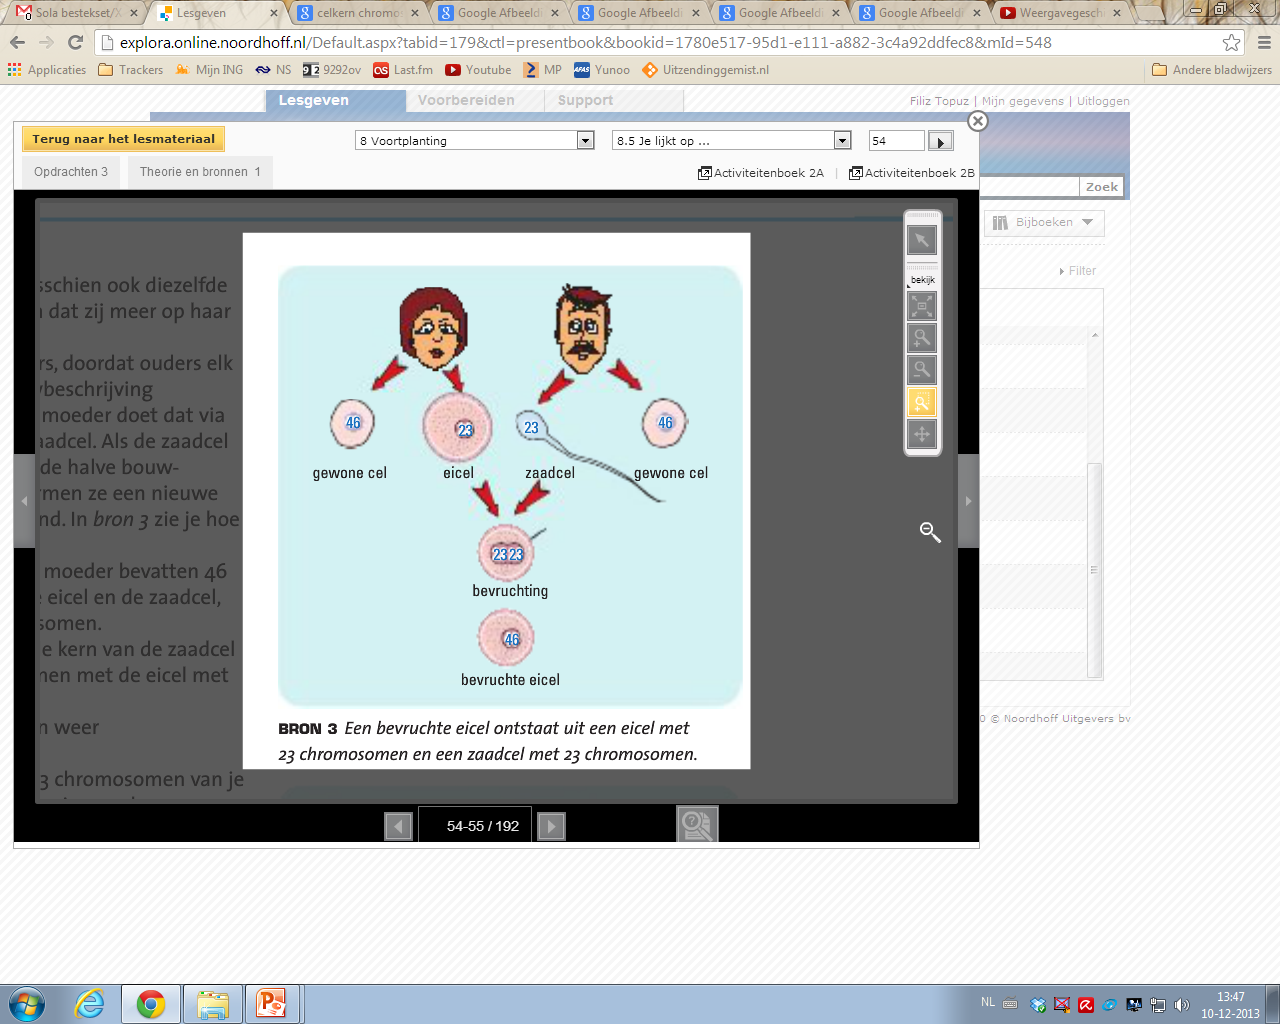 Sola bestekset/X
Lesgeven
celkern chromo
Google Afbeeldi
Google Afbeeldi
Google Afbeeldi
Google Afbeeldi
Weergavegesch
explora.online.noordhoff.nl/Default.aspx?tabid=179&ctl=presentbook&bookid=1780e517-95d1-e111-a882-3c4a92ddfec8&mId=548
Applicaties
Trackers
Mijn ING
NS
9292ov
Last.fm
Youtube
MP
Yunoo
Uitzendinggemist.nl
Andere bladwijzers
Lesgeven
Voorbereiden
Support
Filiz Topuz | Mijn gegevens | Uitloggen
Terug naar het lesmateriaal
8 Voortplanting
8.5 Je lijkt op ...
54
Opdrachten 3
Theorie en bronnen 1
Activiteitenboek 2A | Activiteitenboek 2B
Zoek
Bijboeken
Filter
bekijk
sschien ook diezelfde
dat zij meer op haar
rs, doordat ouders elk
wbeschrijving
moeder doet dat via
aadcel. Als de zaadcel
de halve bouw-
rmen ze een nieuwe
nd. In bron 3 zie je hoe
moeder bevatten 46
eicel en de zaadcel,
somen.
e kern van de zaadcel
men met de eicel met
n weer
3 chromosomen van je
46
23
23
46
gewone cel
eicel
zaadcel
gewone cel
23 23
bevruchting
46
bevruchte eicel
BRON 3 Een bevruchte eicel ontstaat uit een eicel met
23 chromosomen en een zaadcel met 23 chromosomen.
54-55 / 192
0 © Noordhoff Uitgevers bv
NL
13:47
10-12-2013